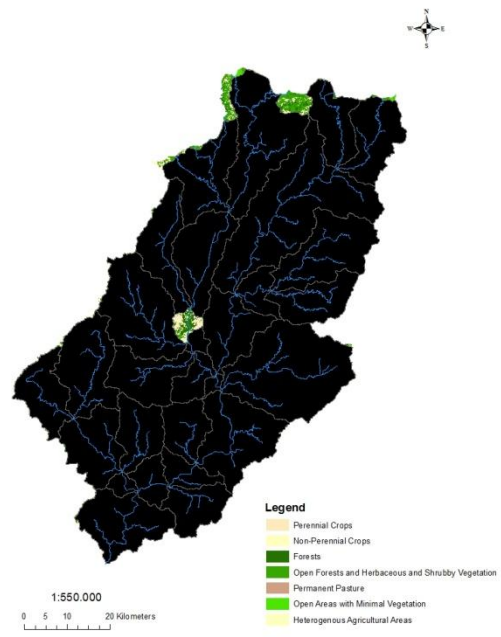 N
W E
S
Legend
Perennial Crops
Non-Perennial Crops
Forests
Open Forests and Herbaceous and Shrubby Vegetation
Permanent Pasture
Open Areas with Minimal Vegetation
Heterogenous Agricultural Areas
1:550.000
0 5 10 20 Kilometers